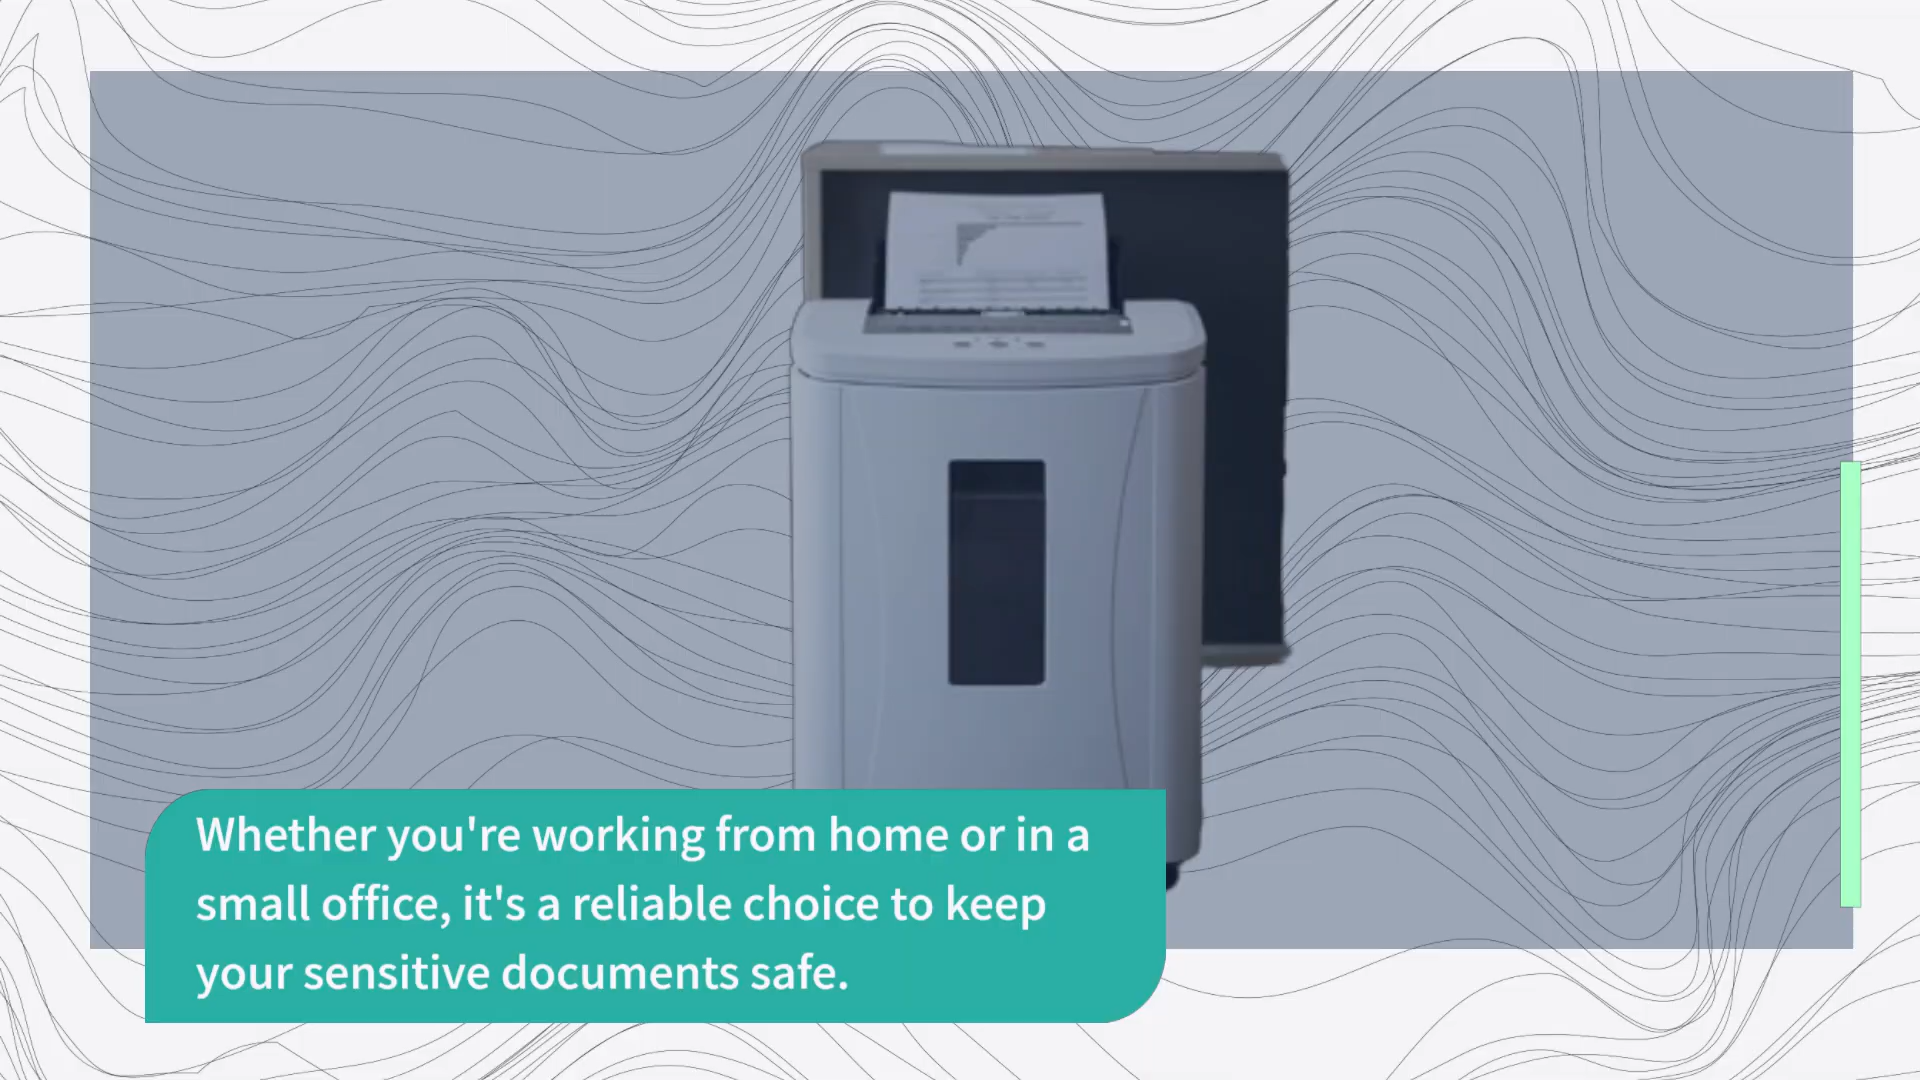 Whether you're working from home or in a
small office, it's a reliable choice to keep
your sensitive documents safe.